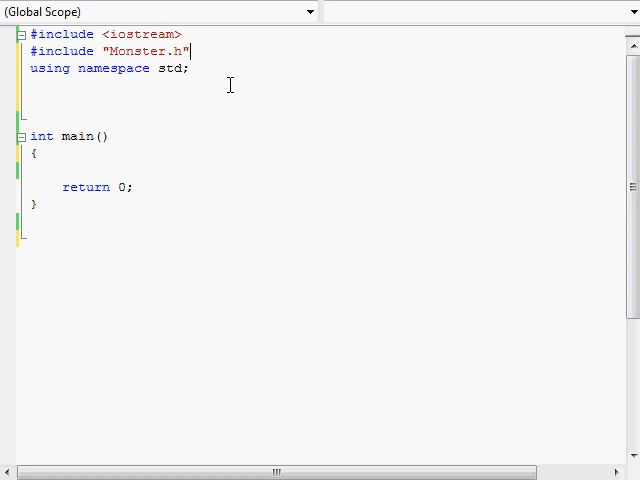 (Global Scope)
#include <iostream>
#include "Monster.h"
using namespace std;
int main()
{
return 0;
}